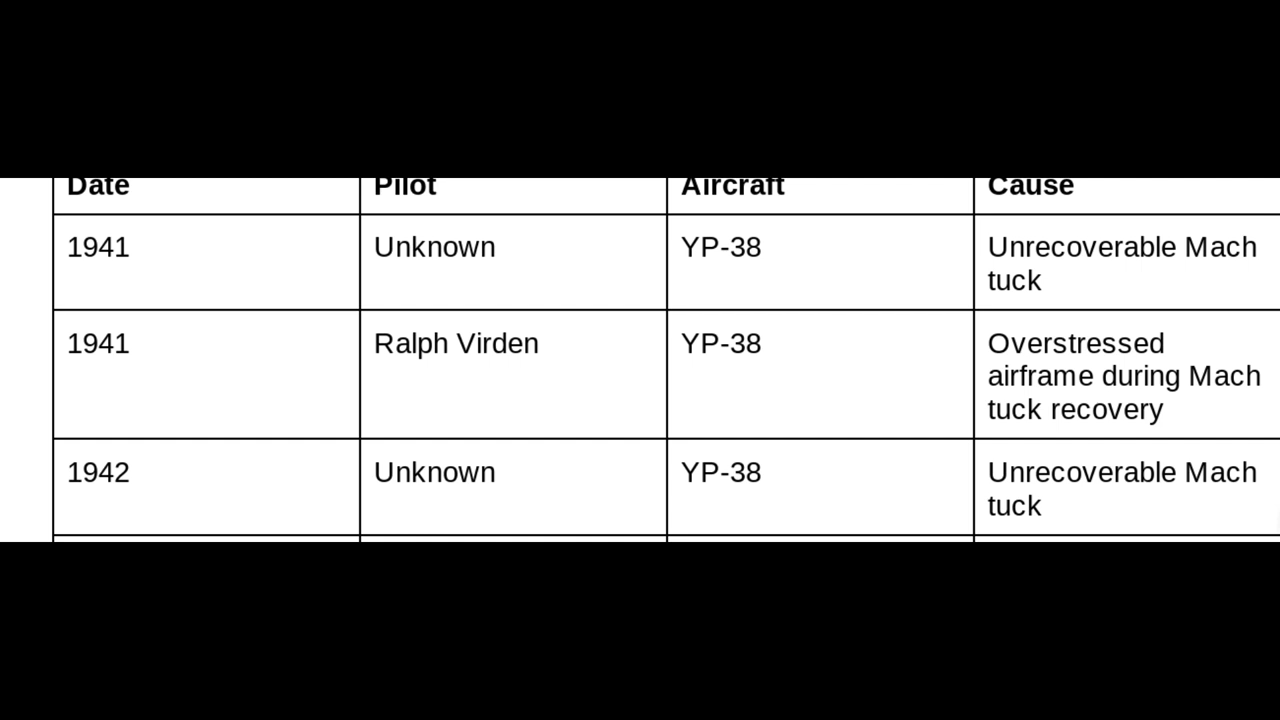 Date Pilot Aircraft Cause
1941 Unknown YP-38 Unrecoverable Mach
tuck
1941 Ralph Virden YP-38 Overstressed
airframe during Mach
tuck recovery
1942 Unknown YP-38 Unrecoverable Mach
tuck